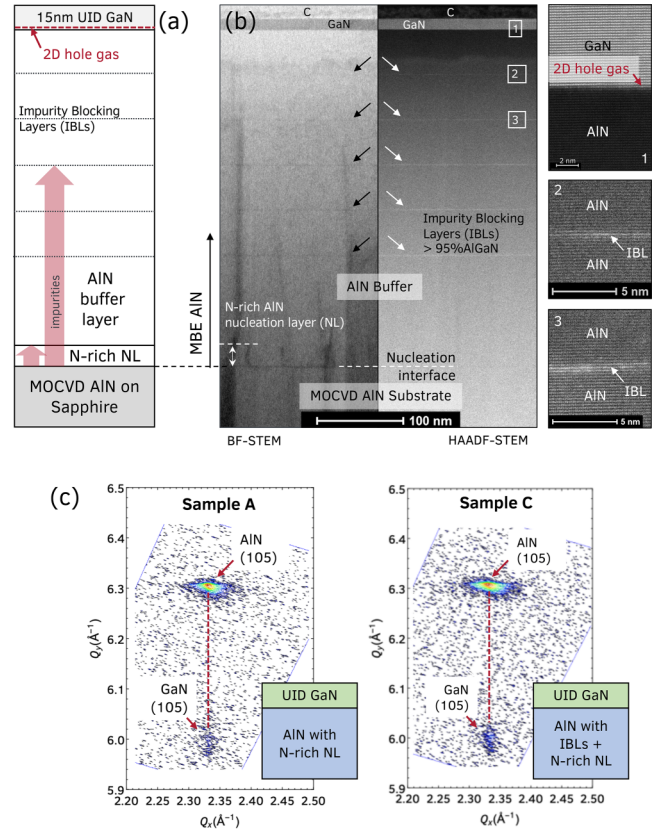 15nm UID GaN
(a)
2D hole gas
Impurity Blocking
Layers (IBLs)
impurities
AlN
buffer
layer
N-rich NL
MOCVD AlN on
Sapphire
(b)
C
C
GaN
GaN
1
2
3
Impurity Blocking
Layers (IBLs)
> 95%AlGaN
AlN Buffer
MBE AlN
N-rich AlN
nucleation layer (NL)
Nucleation
interface
MOCVD AlN Substrate
100 nm
BF-STEM
HAADF-STEM
GaN
2D hole gas
AlN
2 nm
1
2
AlN
IBL
AlN
5 nm
3
AlN
IBL
AlN
5 nm
(c)
Sample A
6.5
6.4
6.3
6.2
6.1
6.0
5.9
Qy(Å⁻¹)
AlN
(105)
GaN
(105)
UID GaN
AlN with
N-rich NL
2.20 2.25 2.30 2.35 2.40 2.45 2.50
Qx(Å⁻¹)
Sample C
6.5
6.4
6.3
6.2
6.1
6.0
5.9
Qy(Å⁻¹)
AlN
(105)
GaN
(105)
UID GaN
AlN with
IBLs +
N-rich NL
2.20 2.25 2.30 2.35 2.40 2.45 2.50
Qx(Å⁻¹)